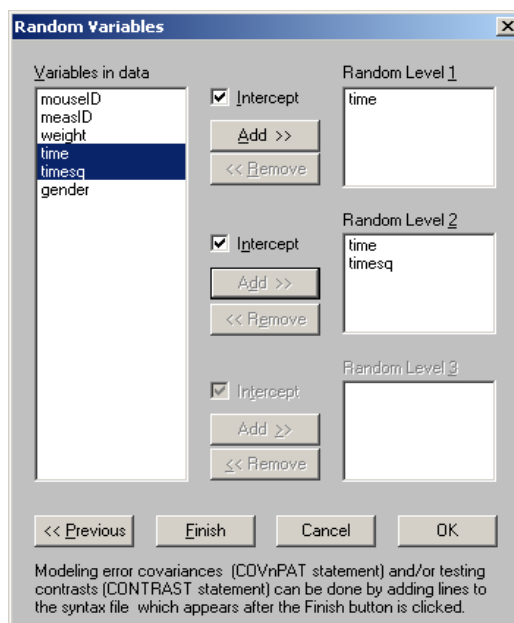 Random Variables
Variables in data
mouseID
measID
weight
time
timesq
gender
Intercept
Add >>
<< Remove
Random Level 1
time
Intercept
Add >>
<< Remove
Random Level 2
time
timesq
Intercept
Add >>
<< Remove
Random Level 3
<< Previous
Finish
Cancel
OK
Modeling error covariances (COVnPAT statement) and/or testing
contrasts (CONTRAST statement) can be done by adding lines to
the syntax file which appears after the Finish button is clicked.